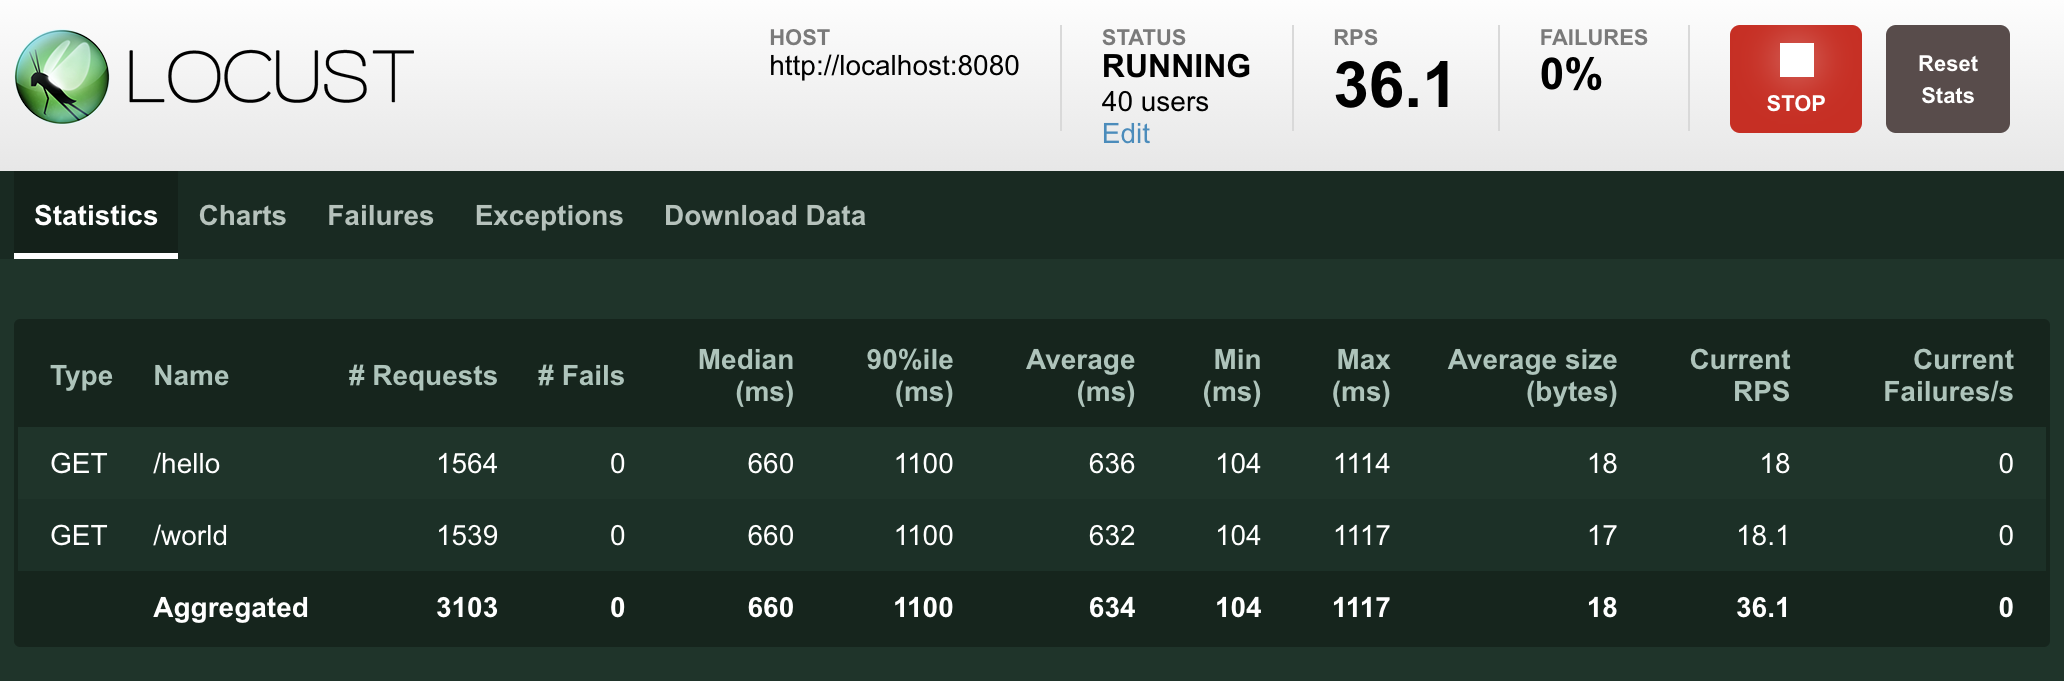 LOCUST
HOST
http://localhost:8080
STATUS
RUNNING
40 users
Edit
RPS
36.1
FAILURES
0%
STOP
Reset
Stats
Statistics Charts Failures Exceptions Download Data
Type Name # Requests # Fails Median (ms) 90%ile (ms) Average (ms) Min (ms) Max (ms) Average size (bytes) Current RPS Current Failures/s
GET /hello 1564 0 660 1100 636 104 1114 18 18 0
GET /world 1539 0 660 1100 632 104 1117 17 18.1 0
Aggregated 3103 0 660 1100 634 104 1117 18 36.1 0